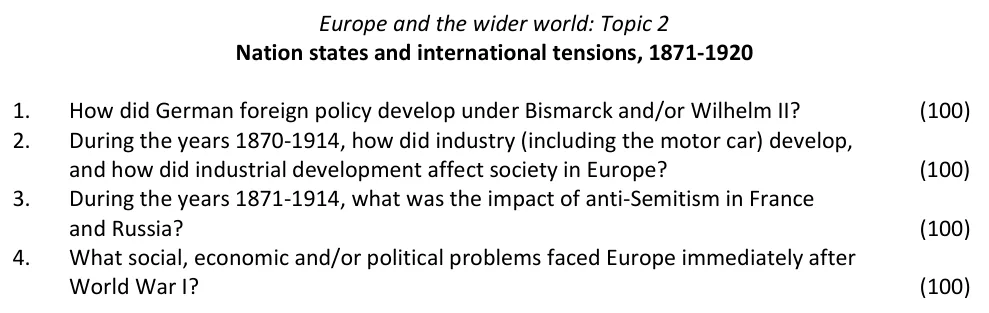 Europe and the wider world: Topic 2
Nation states and international tensions, 1871-1920
1. How did German foreign policy develop under Bismarck and/or Wilhelm II? (100)
2. During the years 1870-1914, how did industry (including the motor car) develop,
and how did industrial development affect society in Europe? (100)
3. During the years 1871-1914, what was the impact of anti-Semitism in France
and Russia? (100)
4. What social, economic and/or political problems faced Europe immediately after
World War I? (100)